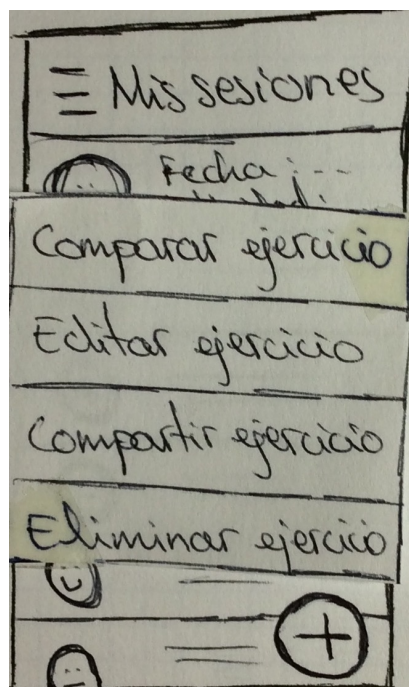 Mis sesiones
Fecha: ---
Comparar ejercicio
Editar ejercicio
Compartir ejercicio
Eliminar ejercicio
+